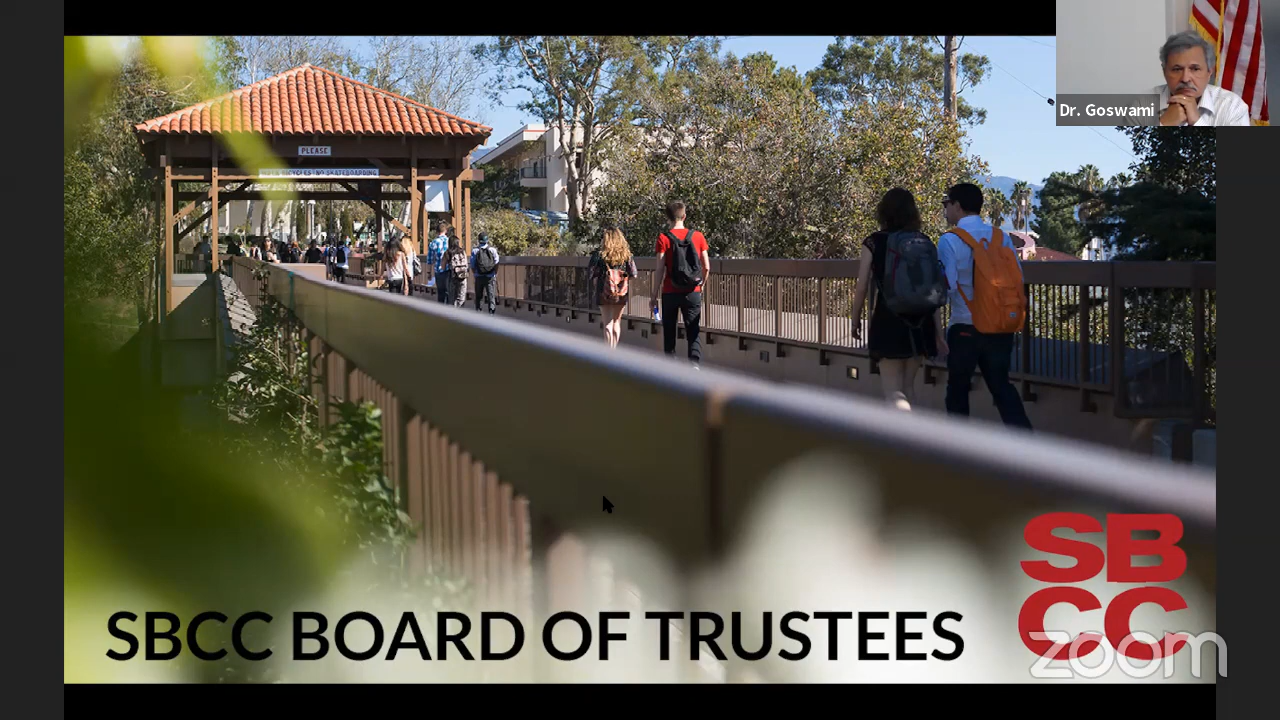 Dr. Goswami
PLEASE
SBCC BOARD OF TRUSTEES
SB
CC
zoom